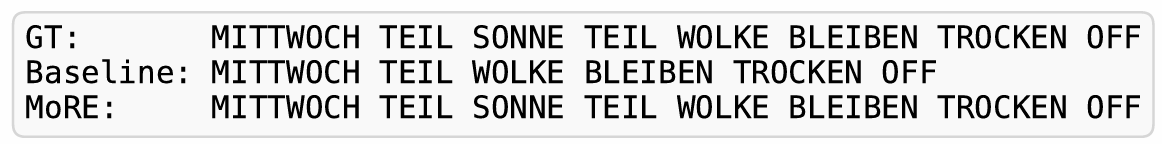 GT: MITTWOCH TEIL SONNE TEIL WOLKE BLEIBEN TROCKEN OFF
Baseline: MITTWOCH TEIL WOLKE BLEIBEN TROCKEN OFF
MoRE: MITTWOCH TEIL SONNE TEIL WOLKE BLEIBEN TROCKEN OFF